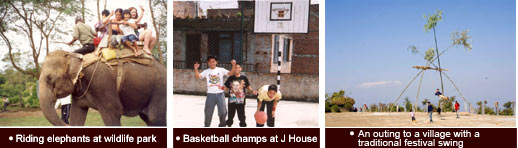 • Riding elephants at wildlife park
• Basketball champs at J House
• An outing to a village with a
traditional festival swing